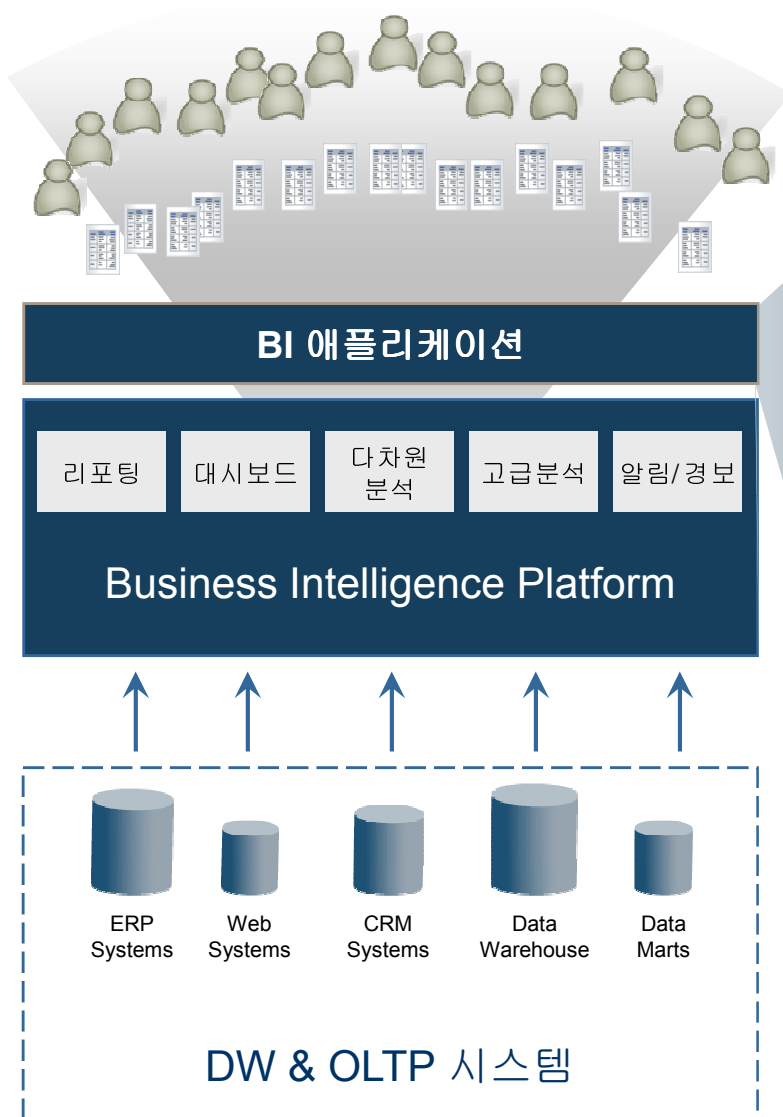 BI 애플리케이션
리포팅
대시보드
다차원
분석
고급분석
알림/경보
Business Intelligence Platform
ERP
Systems
Web
Systems
CRM
Systems
Data
Warehouse
Data
Marts
DW & OLTP 시스템